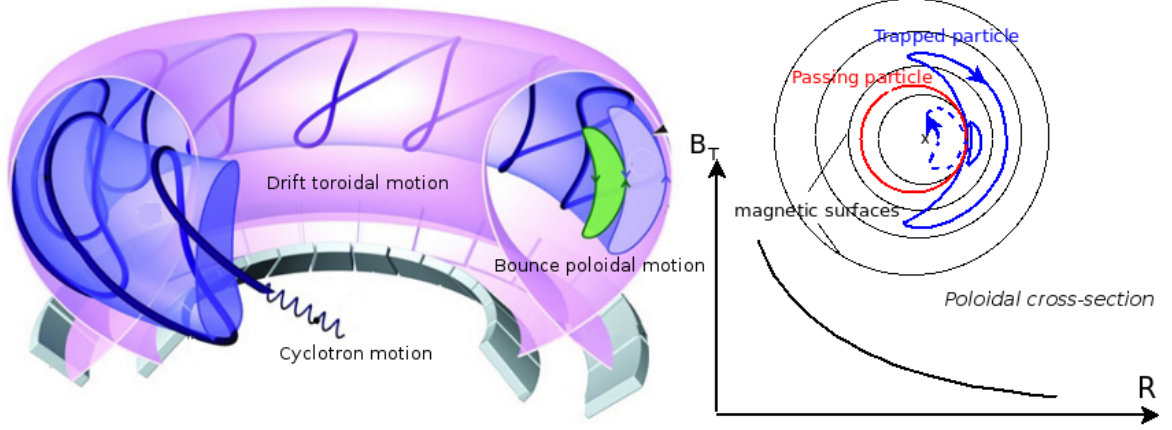 Drift toroidal motion
Bounce poloidal motion
Cyclotron motion
Trapped particle
Passing particle
x
B_T
magnetic surfaces
Poloidal cross-section
R